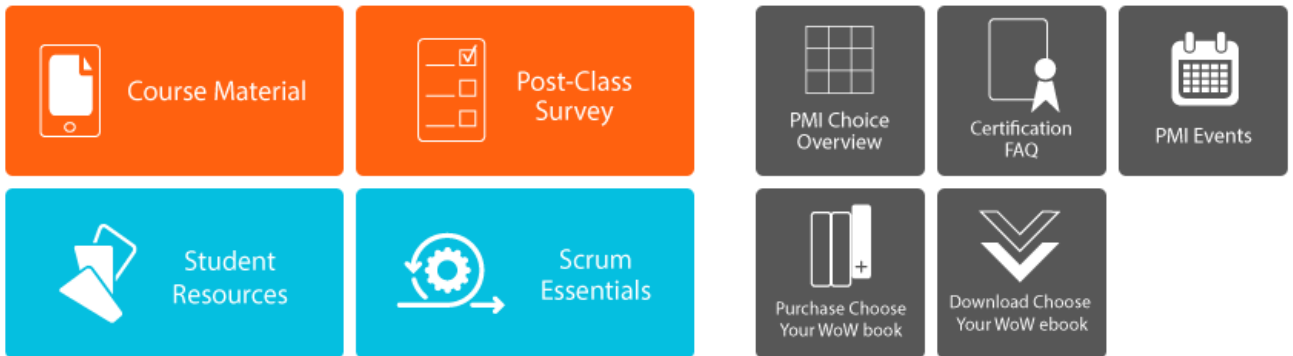 Course Material
Post-Class
Survey
PMI Choice
Overview
Certification
FAQ
PMI Events
Student
Resources
Scrum
Essentials
Purchase Choose
Your WoW book
Download Choose
Your WoW ebook